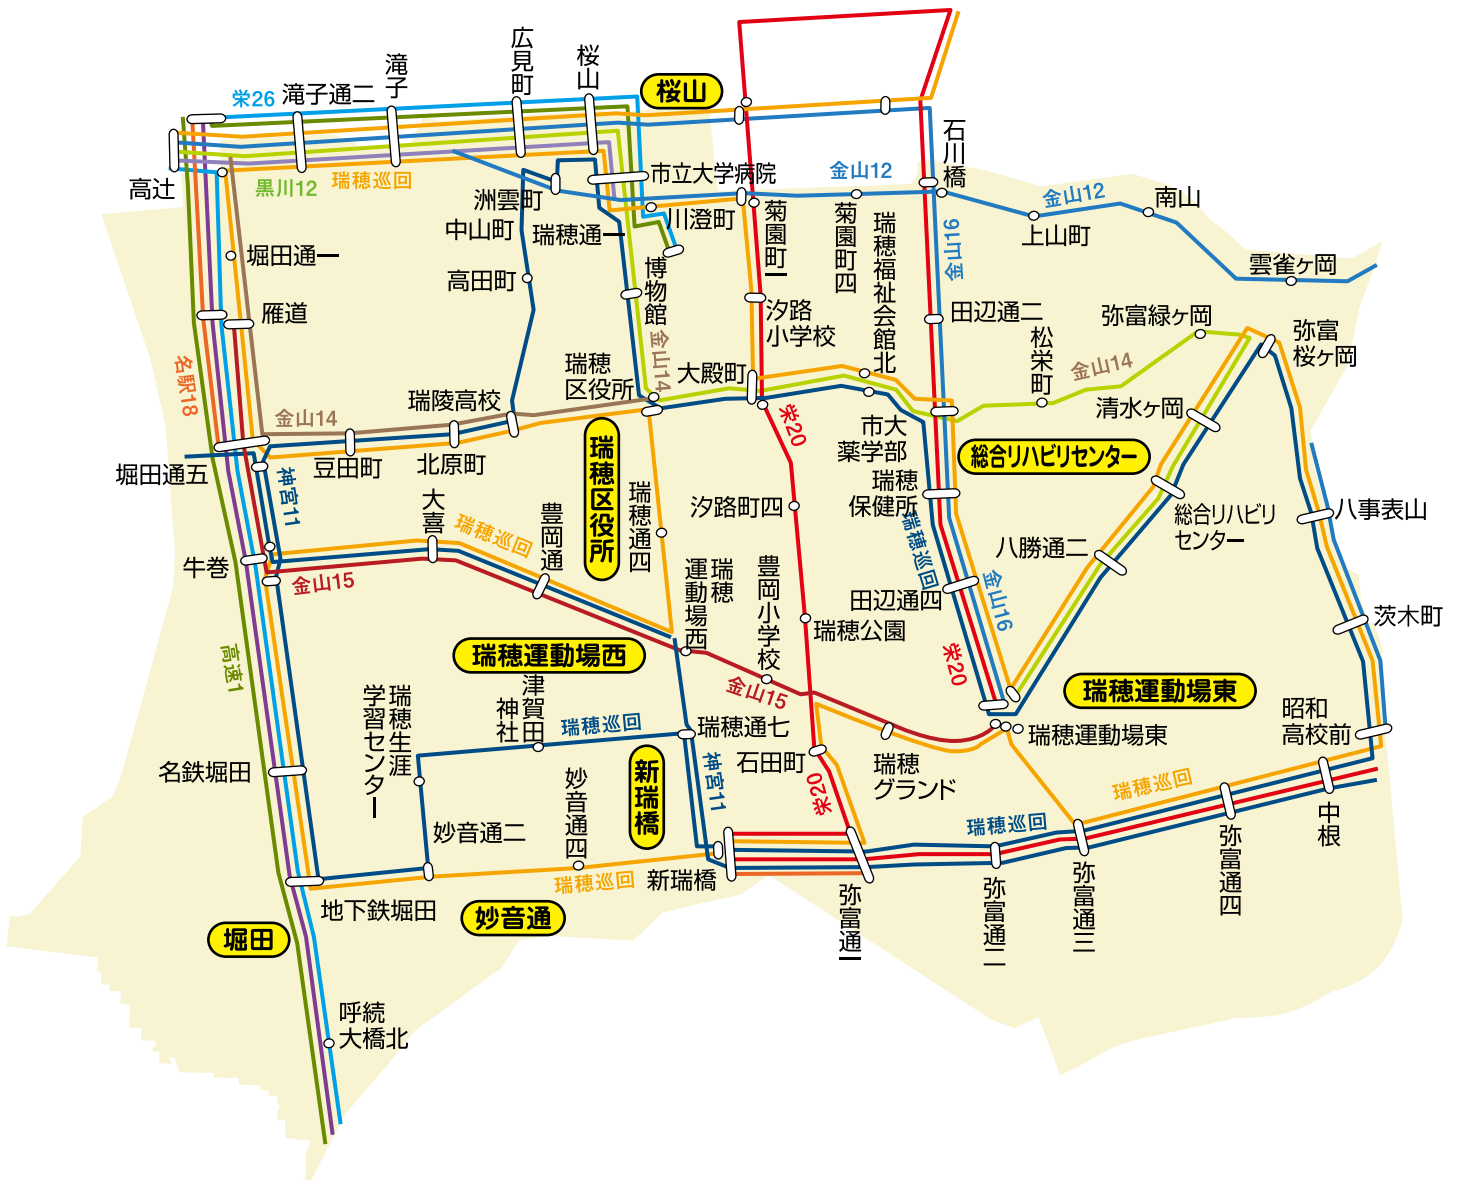 広見町
桜山
滝子
桜山
栄26
滝子通二
石川橋
高辻
黒川12
瑞穂巡回
市立大学病院
金山12
洲雲町
中山町
瑞穂通一
川澄町
菊園町一
菊園町四
瑞穂福祉会館北
金山12
南山
上山町
金山16
雲雀ヶ岡
堀田通一
高田町
博物館
雁道
汐路
小学校
田辺通二
弥富緑ヶ岡
弥富
桜ヶ岡
松栄町
名駅18
金山14
瑞穂
区役所
大殿町
金山14
瑞陵高校
金山14
栄20
清水ヶ岡
市大
薬学部
総合リハビリセンター
瑞穂区役所
堀田通五
豆田町
北原町
神宮11
大喜
瑞穂巡回
豊岡通
瑞穂通四
汐路町四
瑞穂
保健所
瑞穂巡回
総合リハビリ
センター
八事表山
八勝通二
牛巻
金山15
瑞穂
運動場西
豊岡小学校
田辺通四
金山16
茨木町
瑞穂公園
高速1
瑞穂運動場西
栄20
瑞穂運動場東
金山15
瑞穂生涯
学習センター
津賀田
神社
瑞穂巡回
瑞穂通七
昭和
高校前
瑞穂運動場東
石田町
名鉄堀田
妙音通四
新瑞橋
神宮11
栄20
瑞穂
グランド
瑞穂巡回
中根
妙音通二
瑞穂巡回
弥富通四
瑞穂巡回
新瑞橋
弥富通一
弥富通二
弥富通三
地下鉄堀田
妙音通
堀田
呼続
大橋北